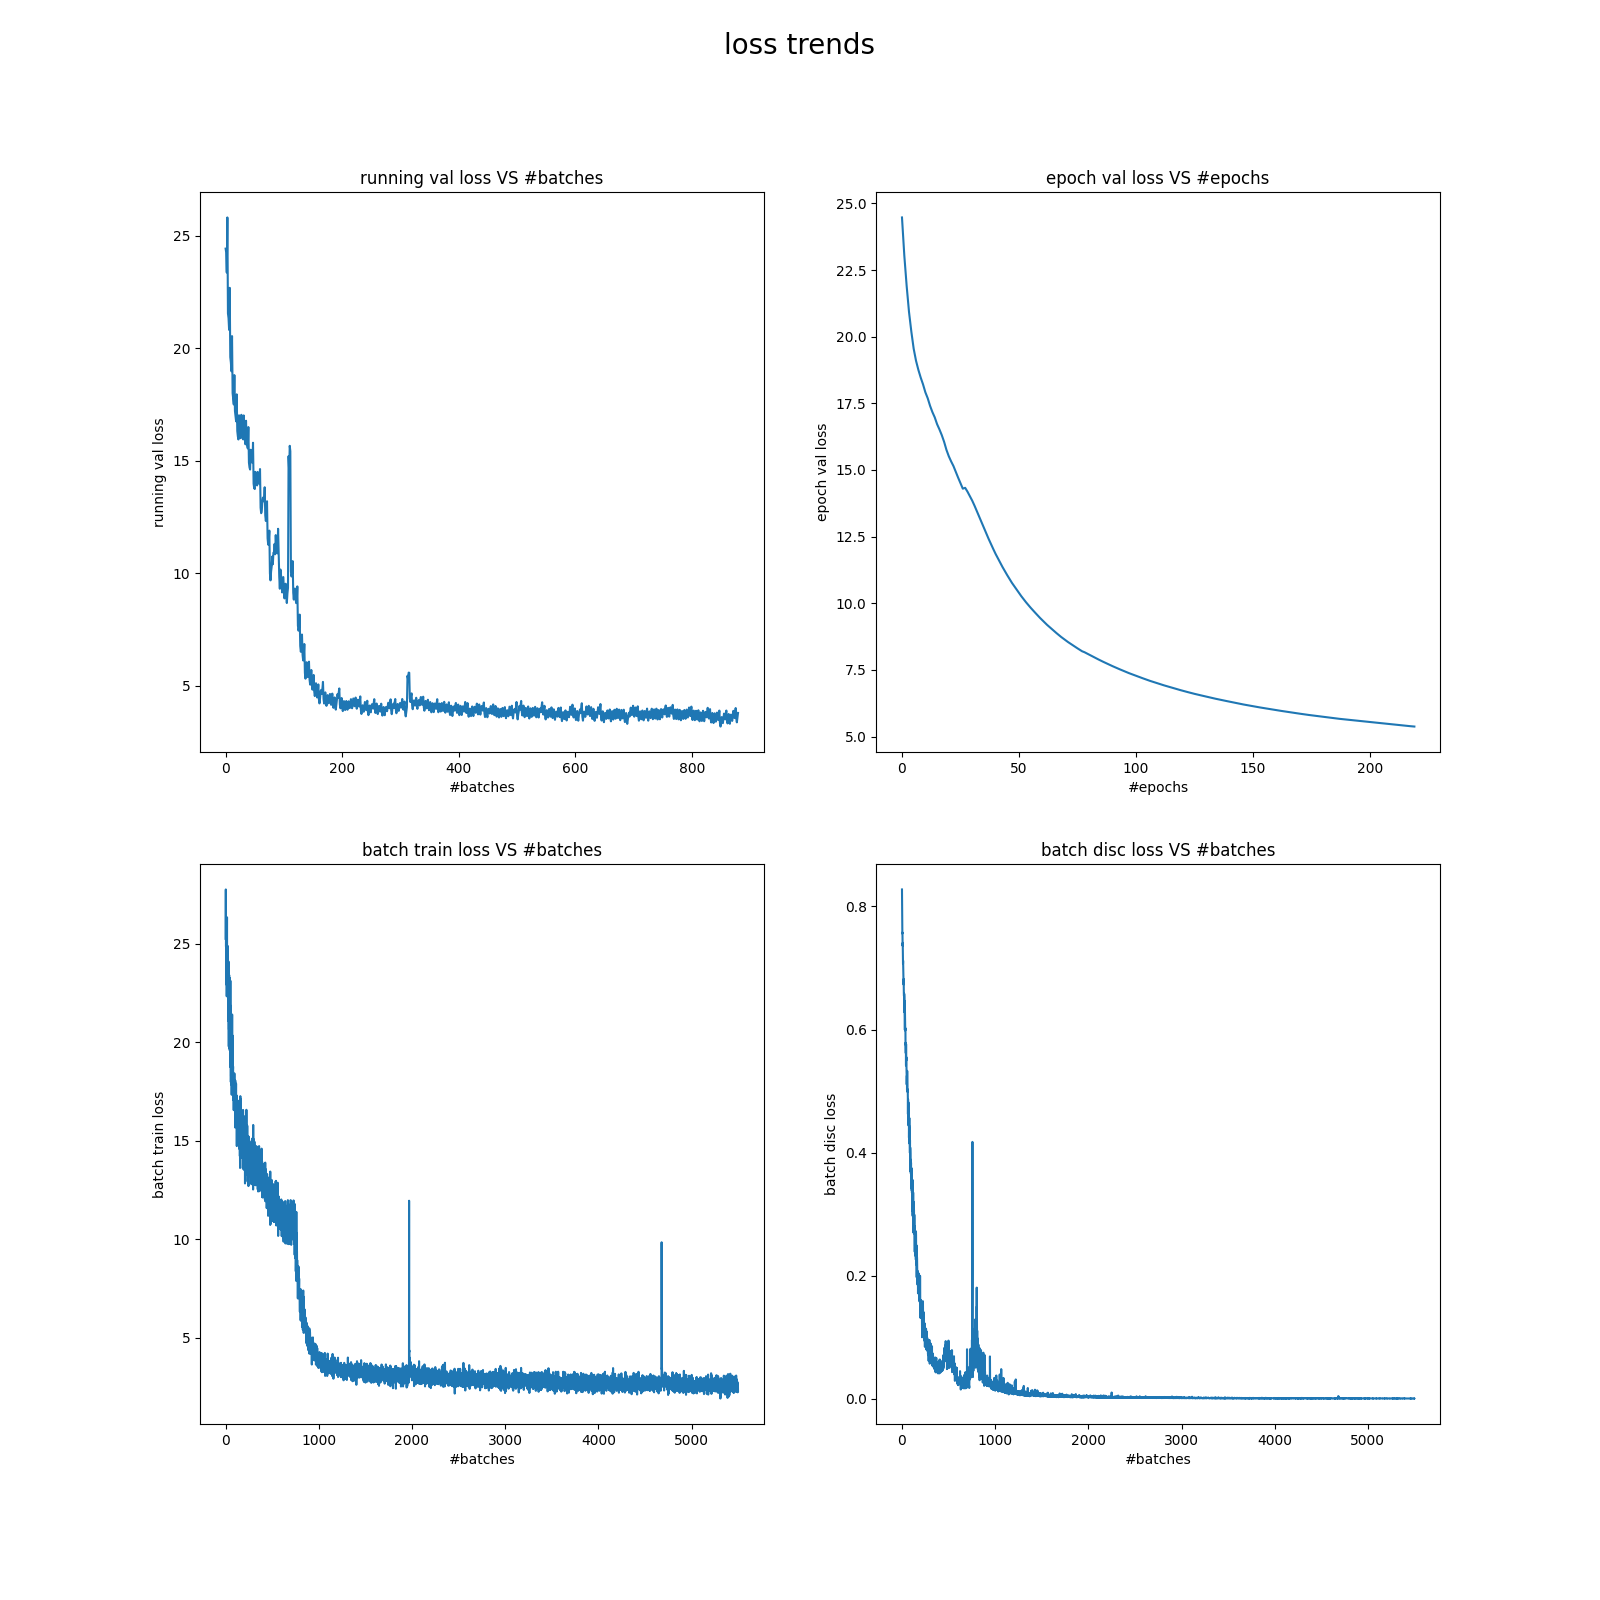 loss trends
running val loss VS #batches
25
20
15
10
5
running val loss
0 200 400 600 800
#batches
epoch val loss VS #epochs
25.0
22.5
20.0
17.5
15.0
12.5
10.0
7.5
5.0
epoch val loss
0 50 100 150 200
#epochs
batch train loss VS #batches
25
20
15
10
5
batch train loss
0 1000 2000 3000 4000 5000
#batches
batch disc loss VS #batches
0.8
0.6
0.4
0.2
0.0
batch disc loss
0 1000 2000 3000 4000 5000
#batches